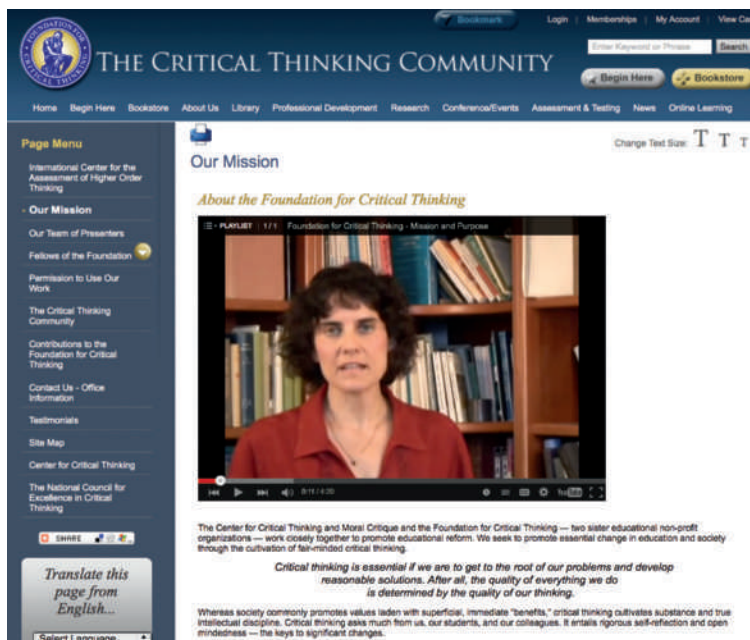 Bookmark
Login | Memberships | My Account | View Ca
FOUNDATION FOR CRITICAL THINKING
THE CRITICAL THINKING COMMUNITY
Enter Keyword or Phrase
Search
Begin Here
Bookstore
Home Begin Here Bookstore About Us Library Professional Development Research Conference/Events Assessment & Testing News Online Learning
Page Menu
International Center for the
Assessment of Higher Order
Thinking
Our Mission
Our Team of Presenters
Fellows of the Foundation
Permission to Use Our
Work
The Critical Thinking
Community
Contributions to the
Foundation for Critical
Thinking
Contact Us - Office
Information
Testimonials
Site Map
Center for Critical Thinking
The National Council for
Excellence in Critical
Thinking
SHARE
Translate this
page from
English...
Select Language
Change Text Size: T T T
Our Mission
About the Foundation for Critical Thinking
PLAYLIST 1/1 Foundation for Critical Thinking - Mission and Purpose
0:11 / 4:20
YouTube
The Center for Critical Thinking and Moral Critique and the Foundation for Critical Thinking — two sister educational non-profit
organizations — work closely together to promote educational reform. We seek to promote essential change in education and society
through the cultivation of fair-minded critical thinking.
Critical thinking is essential if we are to get to the root of our problems and develop
reasonable solutions. After all, the quality of everything we do
is determined by the quality of our thinking.
Whereas society commonly promotes values laden with superficial, immediate "benefits," critical thinking cultivates substance and true
intellectual discipline. Critical thinking asks much from us, our students, and our colleagues. It entails rigorous self-reflection and open
mindedness — the keys to significant changes.